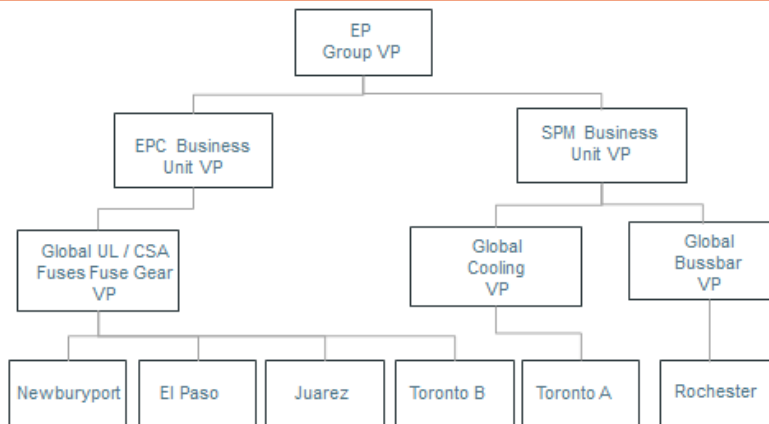 EP
Group VP
EPC Business
Unit VP
SPM Business
Unit VP
Global UL / CSA
Fuses Fuse Gear
VP
Global
Cooling
VP
Global
Bussbar
VP
Newburyport
El Paso
Juarez
Toronto B
Toronto A
Rochester